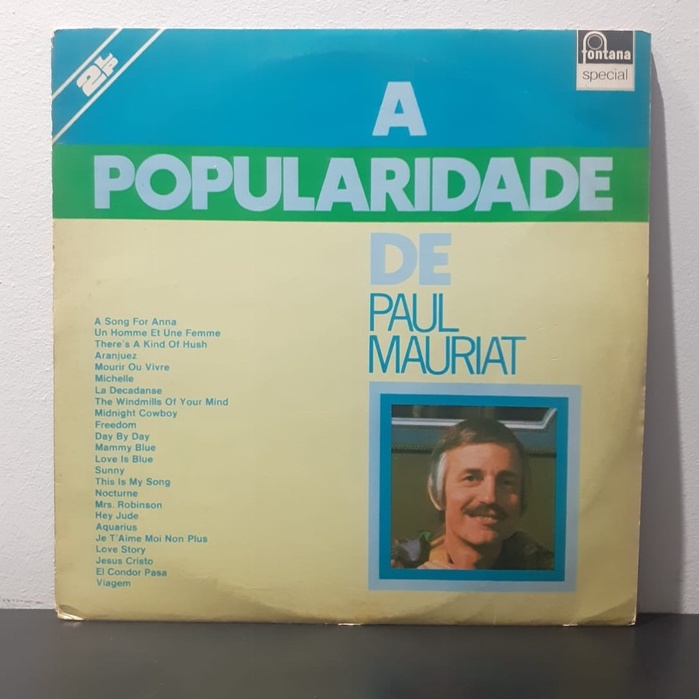 2LP
fontana
special
A
POPULARIDADE
DE
PAUL
MAURIAT
A Song For Anna
Un Homme Et Une Femme
There's A Kind Of Hush
Aranjuez
Mourir Ou Vivre
Michelle
La Decadanse
The Windmills Of Your Mind
Midnight Cowboy
Freedom
Day By Day
Mammy Blue
Love Is Blue
Sunny
This Is My Song
Nocturne
Mrs. Robinson
Hey Jude
Aquarius
Je T'Aime Moi Non Plus
Love Story
Jesus Cristo
El Condor Pasa
Viagem